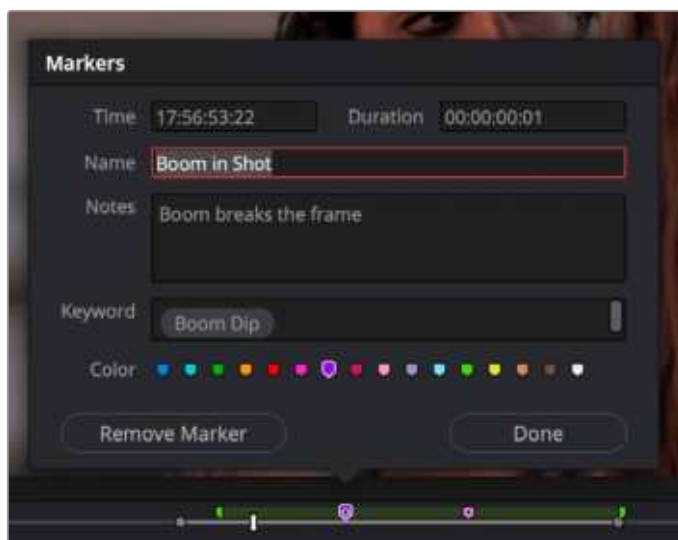 Markers
Time 17:56:53:22 Duration 00:00:00:01
Name Boom in Shot
Notes Boom breaks the frame
Keyword Boom Dip
Color
Remove Marker Done